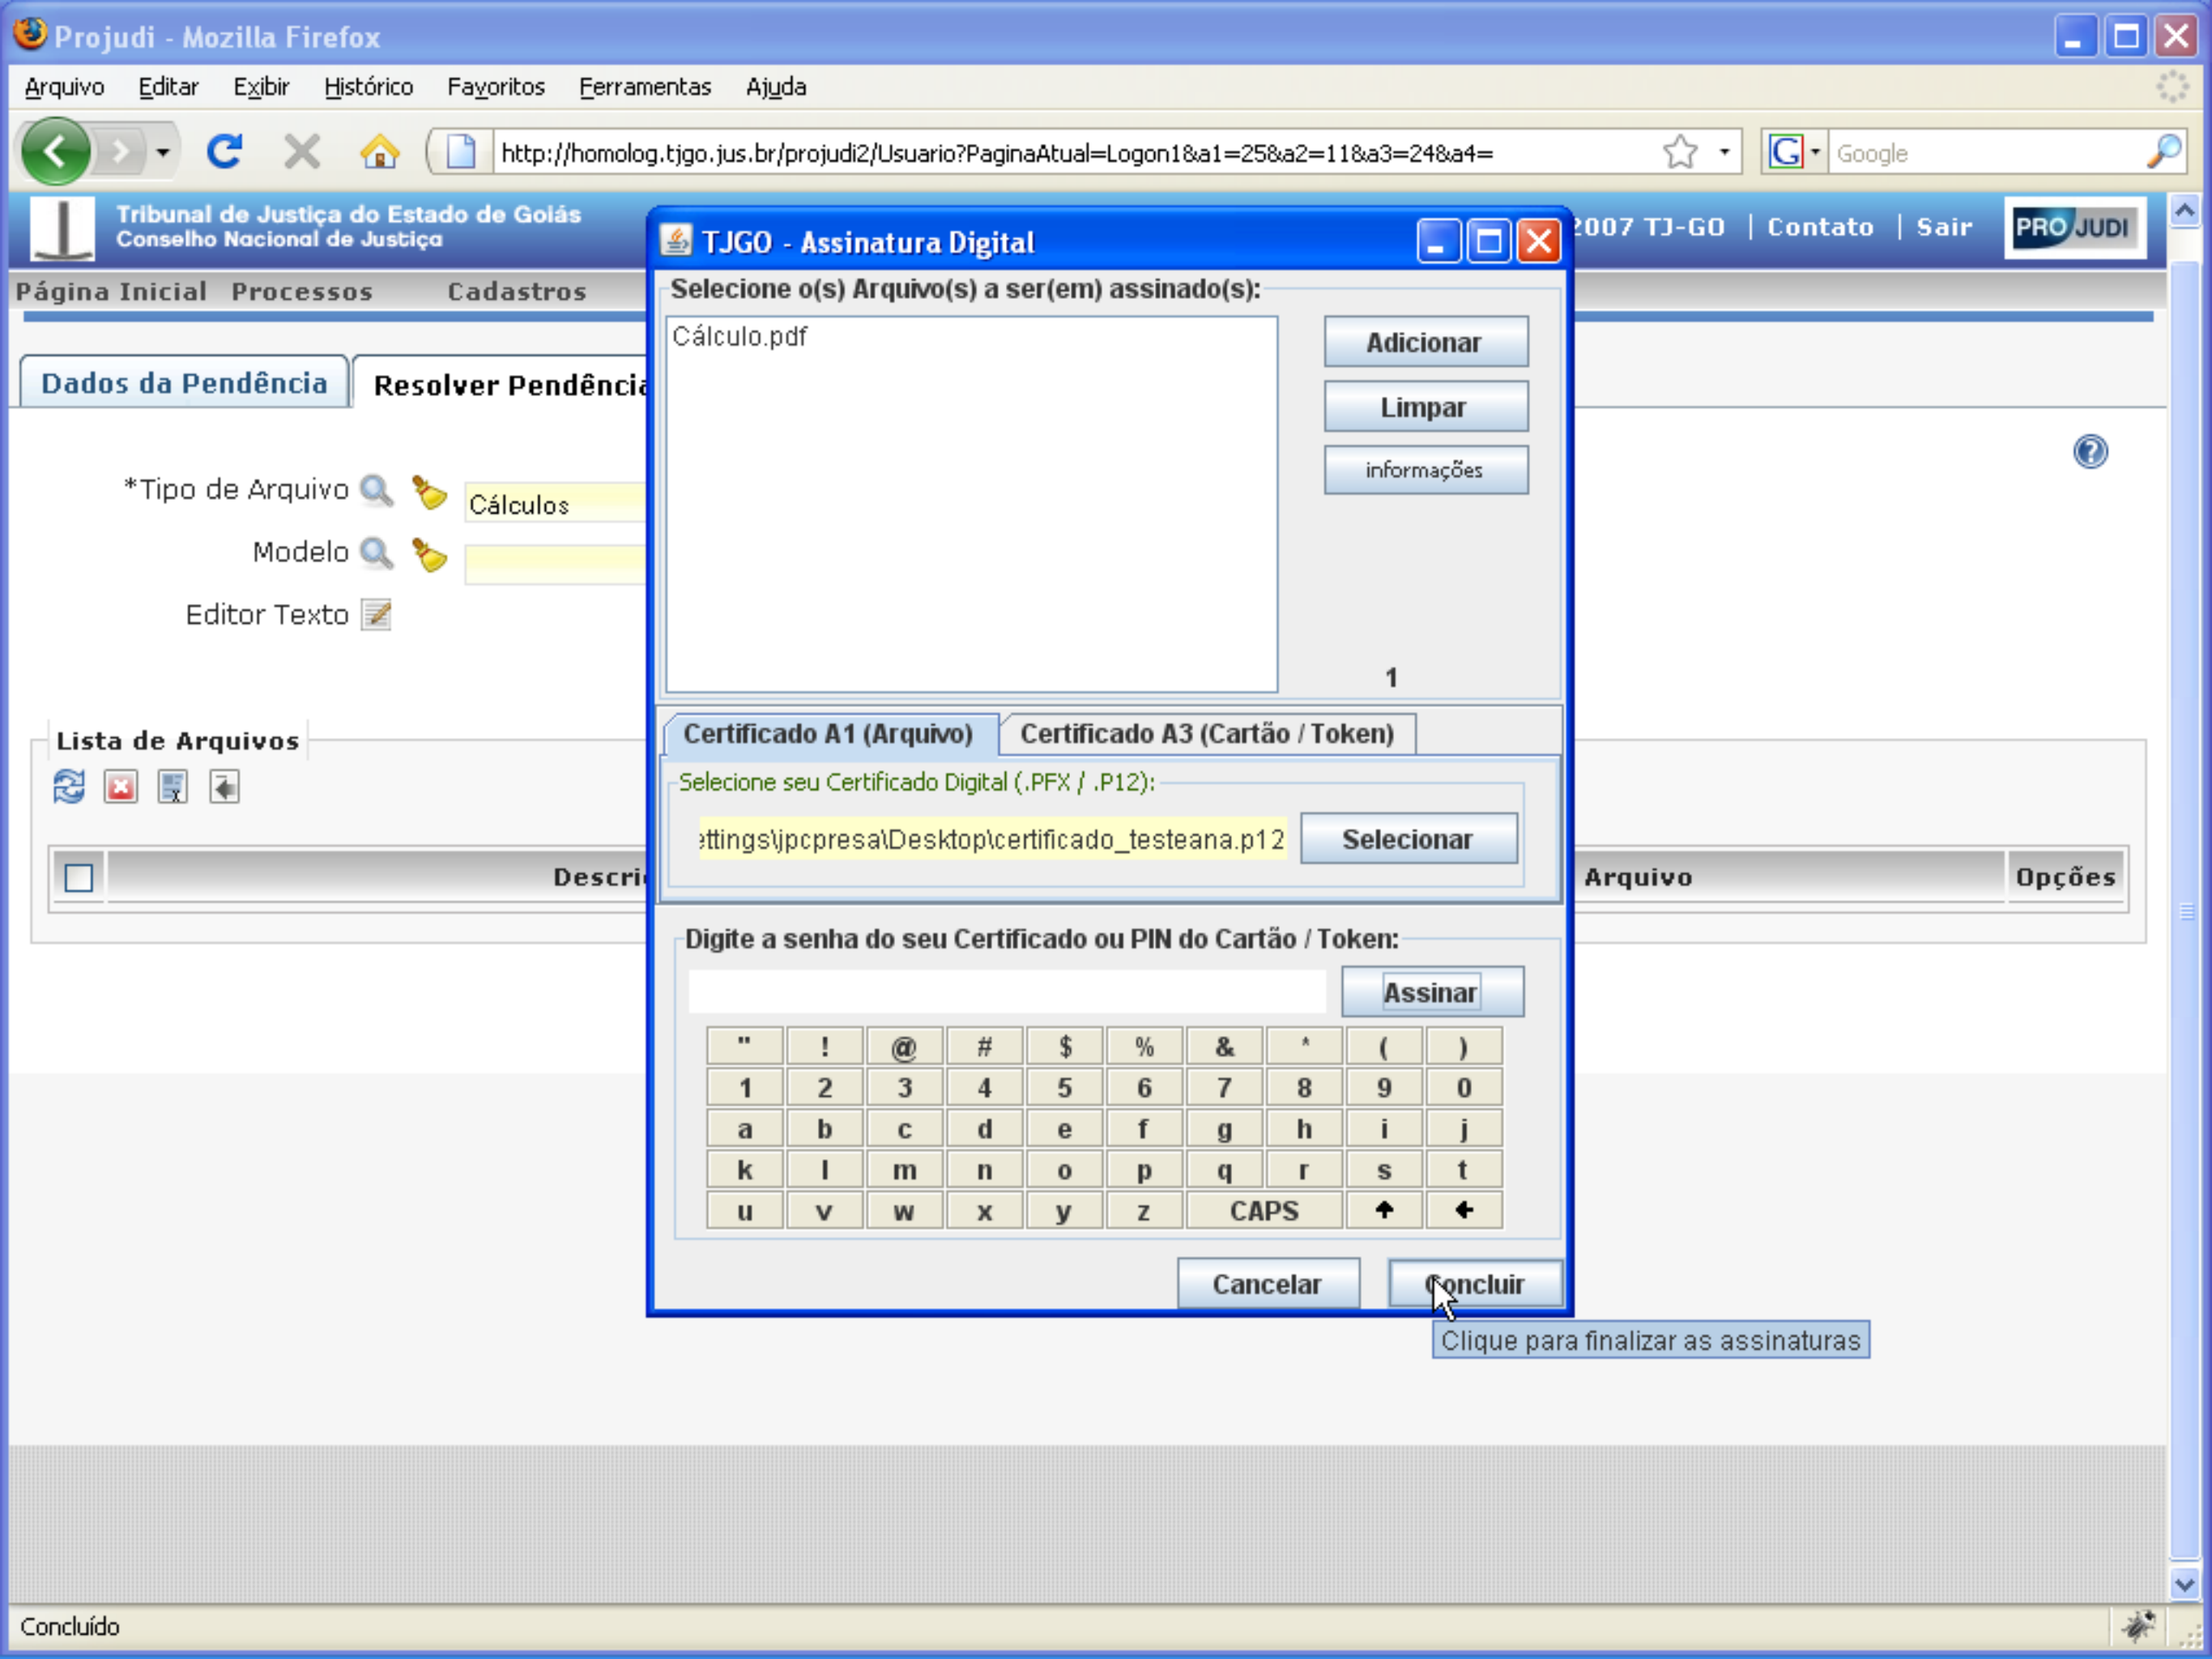 Projudi - Mozilla Firefox
Arquivo Editar Exibir Histórico Favoritos Ferramentas Ajuda
http://homolog.tjgo.jus.br/projudi2/Usuario?PaginaAtual=Logon1&a1=25&a2=11&a3=24&a4=
G Google
Tribunal de Justiça do Estado de Goiás
Conselho Nacional de Justiça
2007 TJ-GO | Contato | Sair
PROJUDI
Página Inicial Processos Cadastros
Dados da Pendência
Resolver Pendência
*Tipo de Arquivo Cálculos
Modelo
Editor Texto
Lista de Arquivos
Arquivo Opções
TJGO - Assinatura Digital
Selecione o(s) Arquivo(s) a ser(em) assinado(s):
Cálculo.pdf
Adicionar
Limpar
informações
1
Certificado A1 (Arquivo) Certificado A3 (Cartão / Token)
Selecione seu Certificado Digital (.PFX / .P12):
ettings\jpcpresa\Desktop\certificado_testeana.p12 Selecionar
Digite a senha do seu Certificado ou PIN do Cartão / Token:
Assinar
" ! @ # $ % & * ( )
1 2 3 4 5 6 7 8 9 0
a b c d e f g h i j
k l m n o p q r s t
u v w x y z CAPS
Cancelar Concluir
Clique para finalizar as assinaturas
Concluído